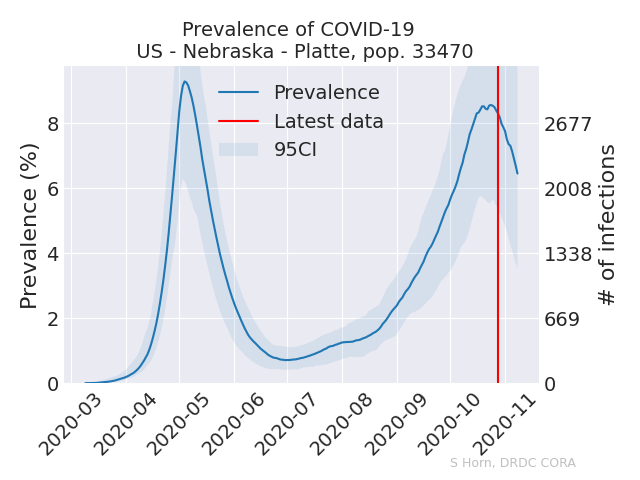 Prevalence of COVID-19
US - Nebraska - Platte, pop. 33470
Prevalence (%)
8
6
4
2
0
Prevalence
Latest data
95CI
2677
2008
1338
669
0
# of infections
2020-03
2020-04
2020-05
2020-06
2020-07
2020-08
2020-09
2020-10
2020-11
S Horn, DRDC CORA